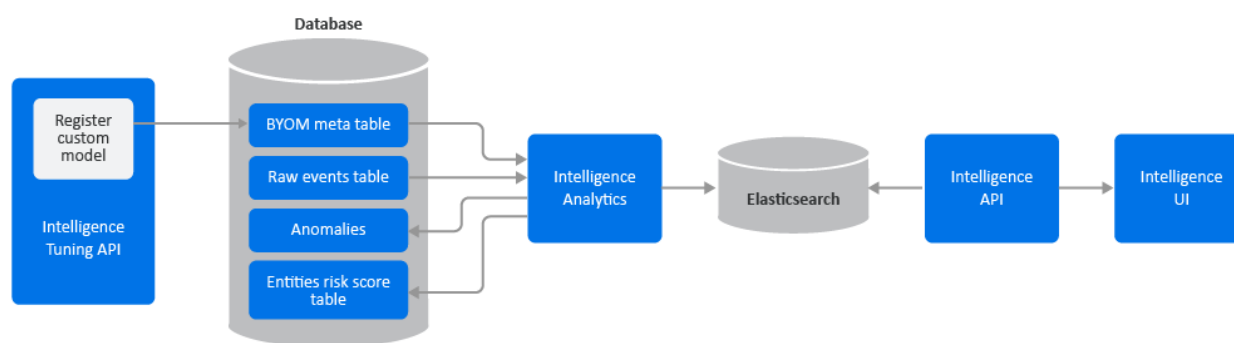 Database
Register
custom
model
Intelligence
Tuning API
BYOM meta table
Raw events table
Anomalies
Entities risk score
table
Intelligence
Analytics
Elasticsearch
Intelligence
API
Intelligence
UI